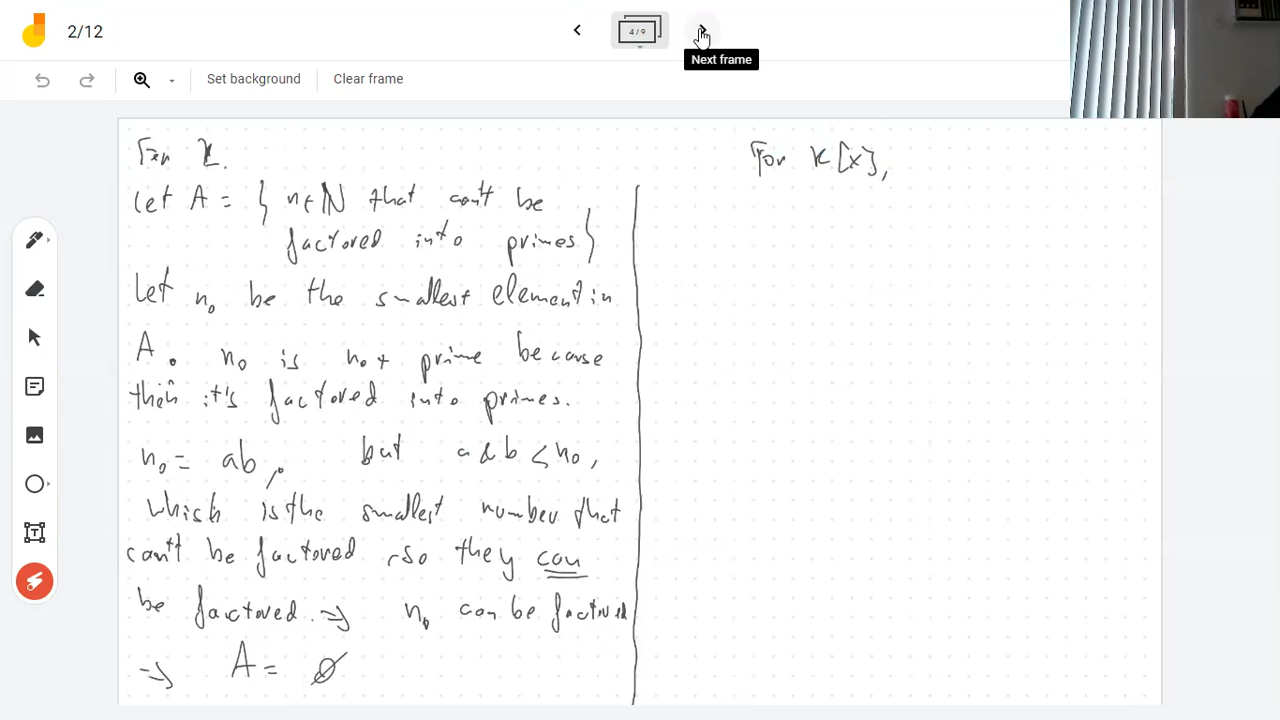 2/12
4/9
Next frame
Set background
Clear frame
For Z.
Let A = { n∈ℕ that can't be
factored into primes }
Let n₀ be the smallest element in
A. n₀ is not prime because
then it's factored into primes.
n₀ = ab, but a & b < n₀,
which is the smallest number that
can't be factored, so they can
be factored. ⇒ n₀ can be factored
⇒ A = ∅
For K[x],